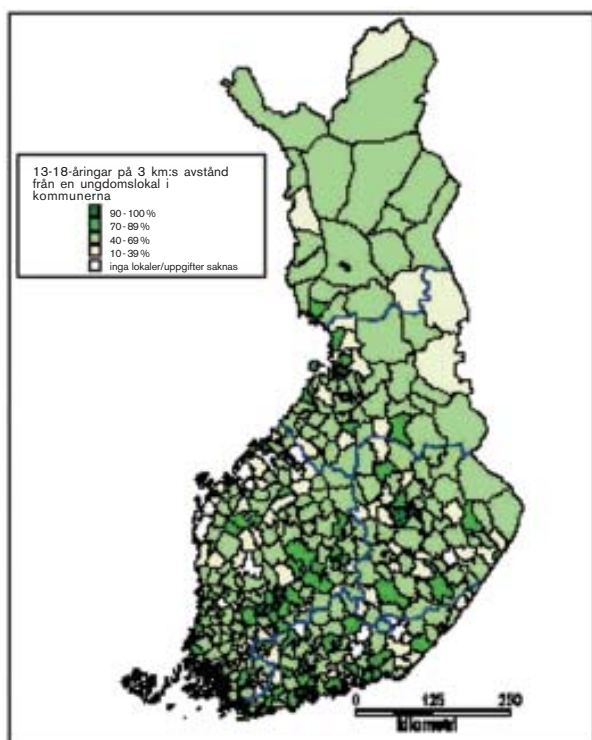 13-18-åringar på 3 km:s avstånd
från en ungdomslokal i
kommunerna
90-100%
70-89%
40-69%
10-39%
inga lokaler/uppgifter saknas
0 125 250
kilometri